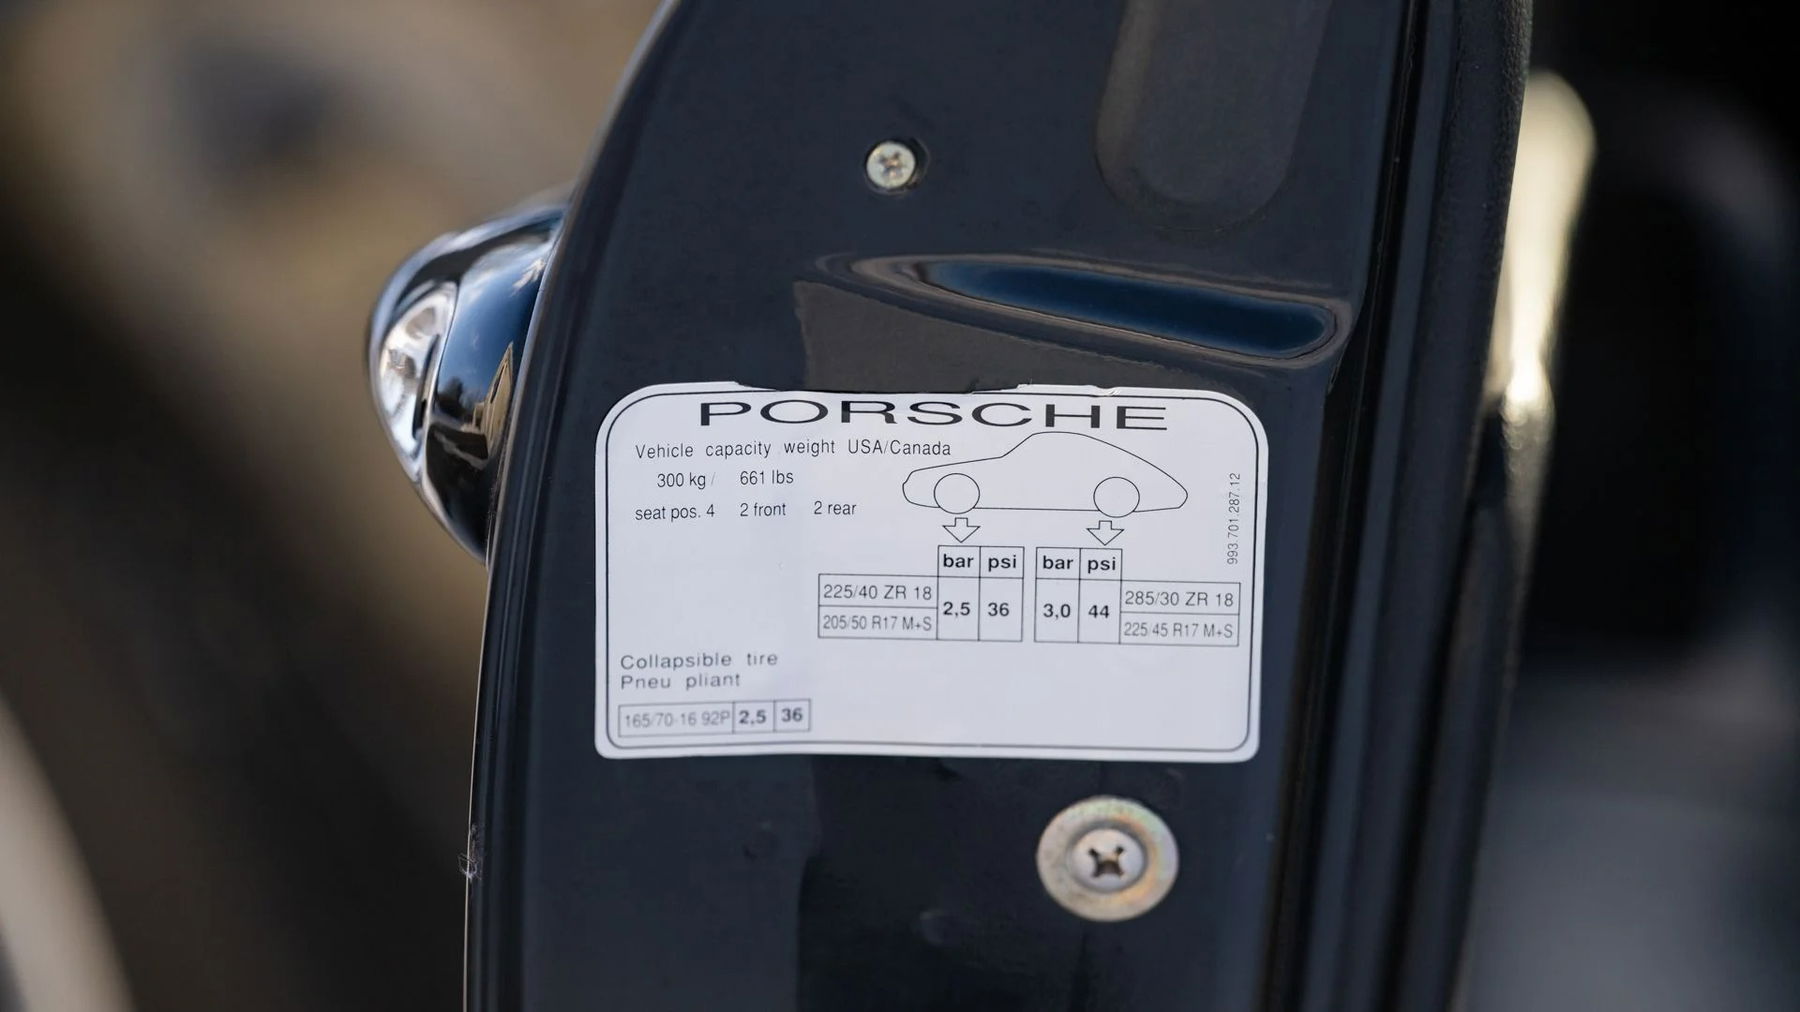 PORSCHE
Vehicle capacity weight USA/Canada
300 kg / 661 lbs
seat pos. 4 2 front 2 rear
993.701.287.12
bar psi bar psi
225/40 ZR 18 2,5 36 3,0 44 285/30 ZR 18
205/50 R17 M+S 225/45 R17 M+S
Collapsible tire
Pneu pliant
165/70-16 92P 2,5 36